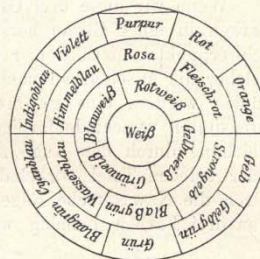 Purpur
Rot
Orange
Gelb
Gelbgrün
Grün
Blaugrün
Cyanblau
Indigoblau
Violett
Rosa
Fleischrot
Strohgelb
Blaßgrün
Wasserblau
Himmelblau
Rotweiß
Gelbweiß
Grünweiß
Blauweiß
Weiß